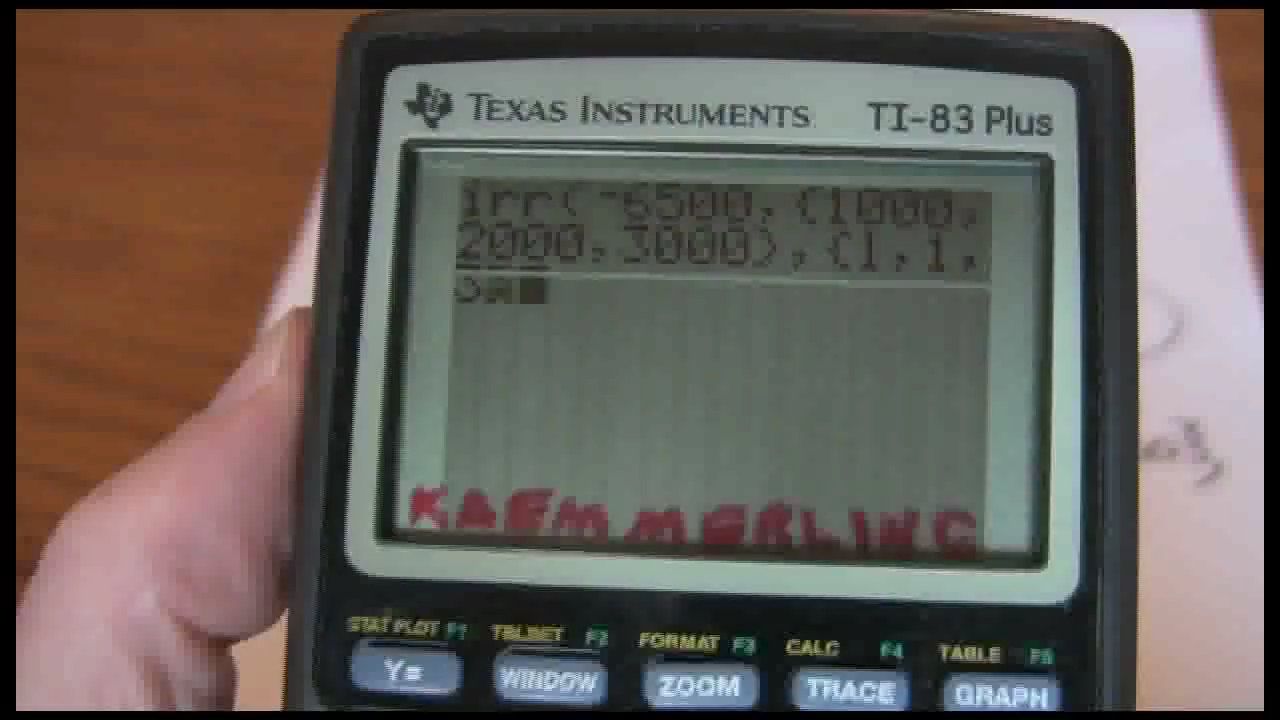 TEXAS INSTRUMENTS TI-83 Plus
irr(-6500,{1000,
2000,3000},{1,1,
KAEMMERLING
STAT PLOT F1 TBLSET F2 FORMAT F3 CALC F4 TABLE F5
Y= WINDOW ZOOM TRACE GRAPH